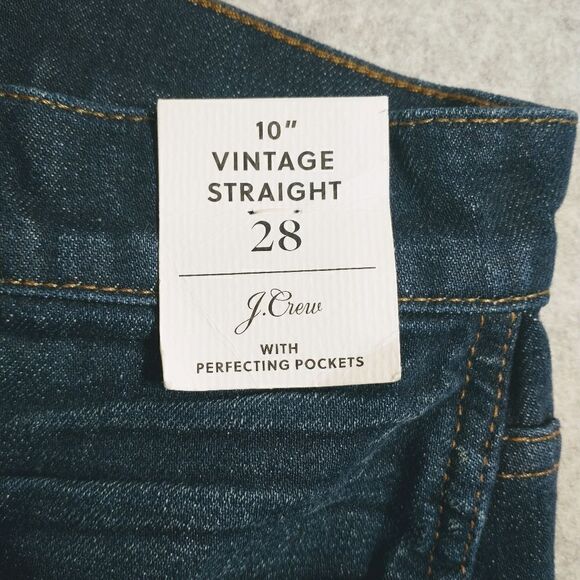 10"
VINTAGE
STRAIGHT
28
J.Crew
WITH
PERFECTING POCKETS